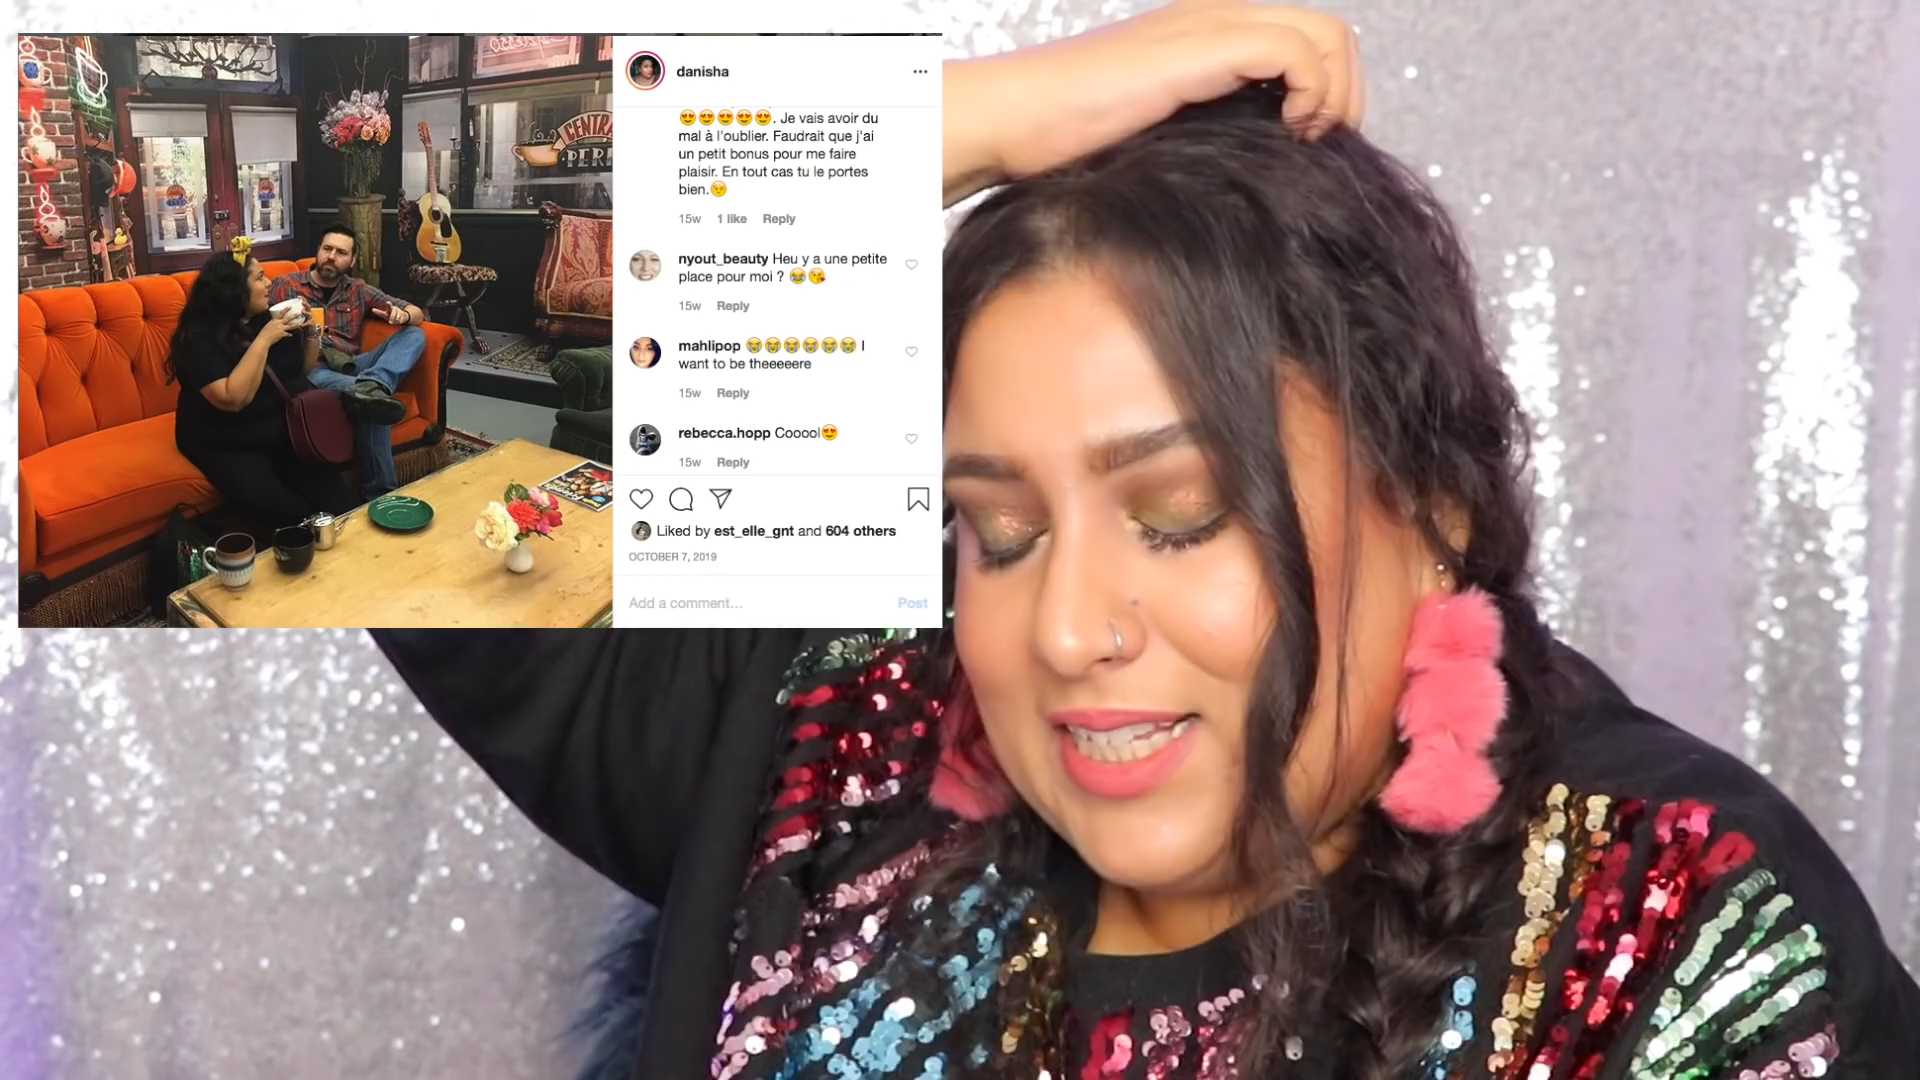 CENTRAL
PERK
danisha
😍😍😍😍😍. Je vais avoir du
mal à l'oublier. Faudrait que j'ai
un petit bonus pour me faire
plaisir. En tout cas tu le portes
bien.😉
15w 1 like Reply
nyout_beauty Heu y a une petite
place pour moi ? 😂😘
15w Reply
mahlipop 😭😭😭😭😭😭 I
want to be theeeeere
15w Reply
rebecca.hopp Cooool😍
15w Reply
Liked by est_elle_gnt and 604 others
OCTOBER 7, 2019
Add a comment... Post